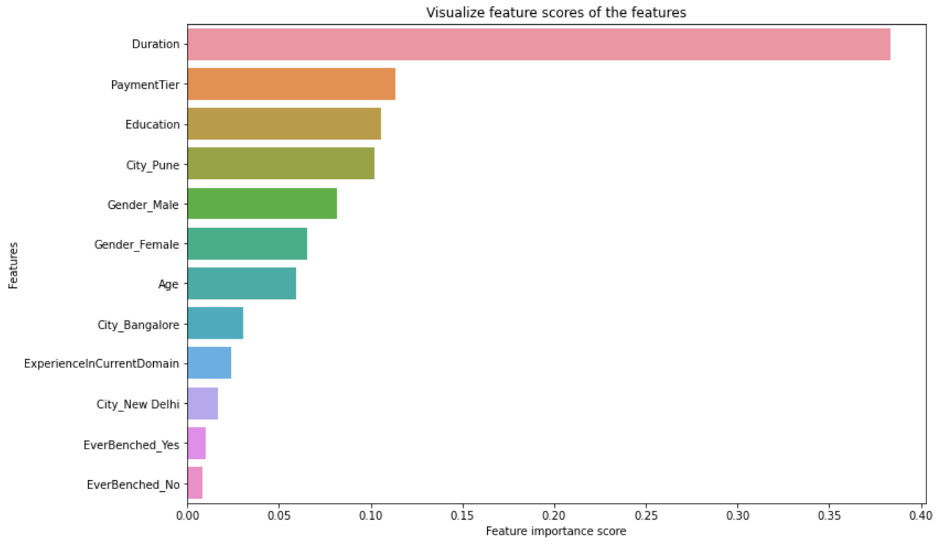 Visualize feature scores of the features
Features
Duration
PaymentTier
Education
City_Pune
Gender_Male
Gender_Female
Age
City_Bangalore
ExperienceInCurrentDomain
City_New Delhi
EverBenched_Yes
EverBenched_No
0.00 0.05 0.10 0.15 0.20 0.25 0.30 0.35 0.40
Feature importance score